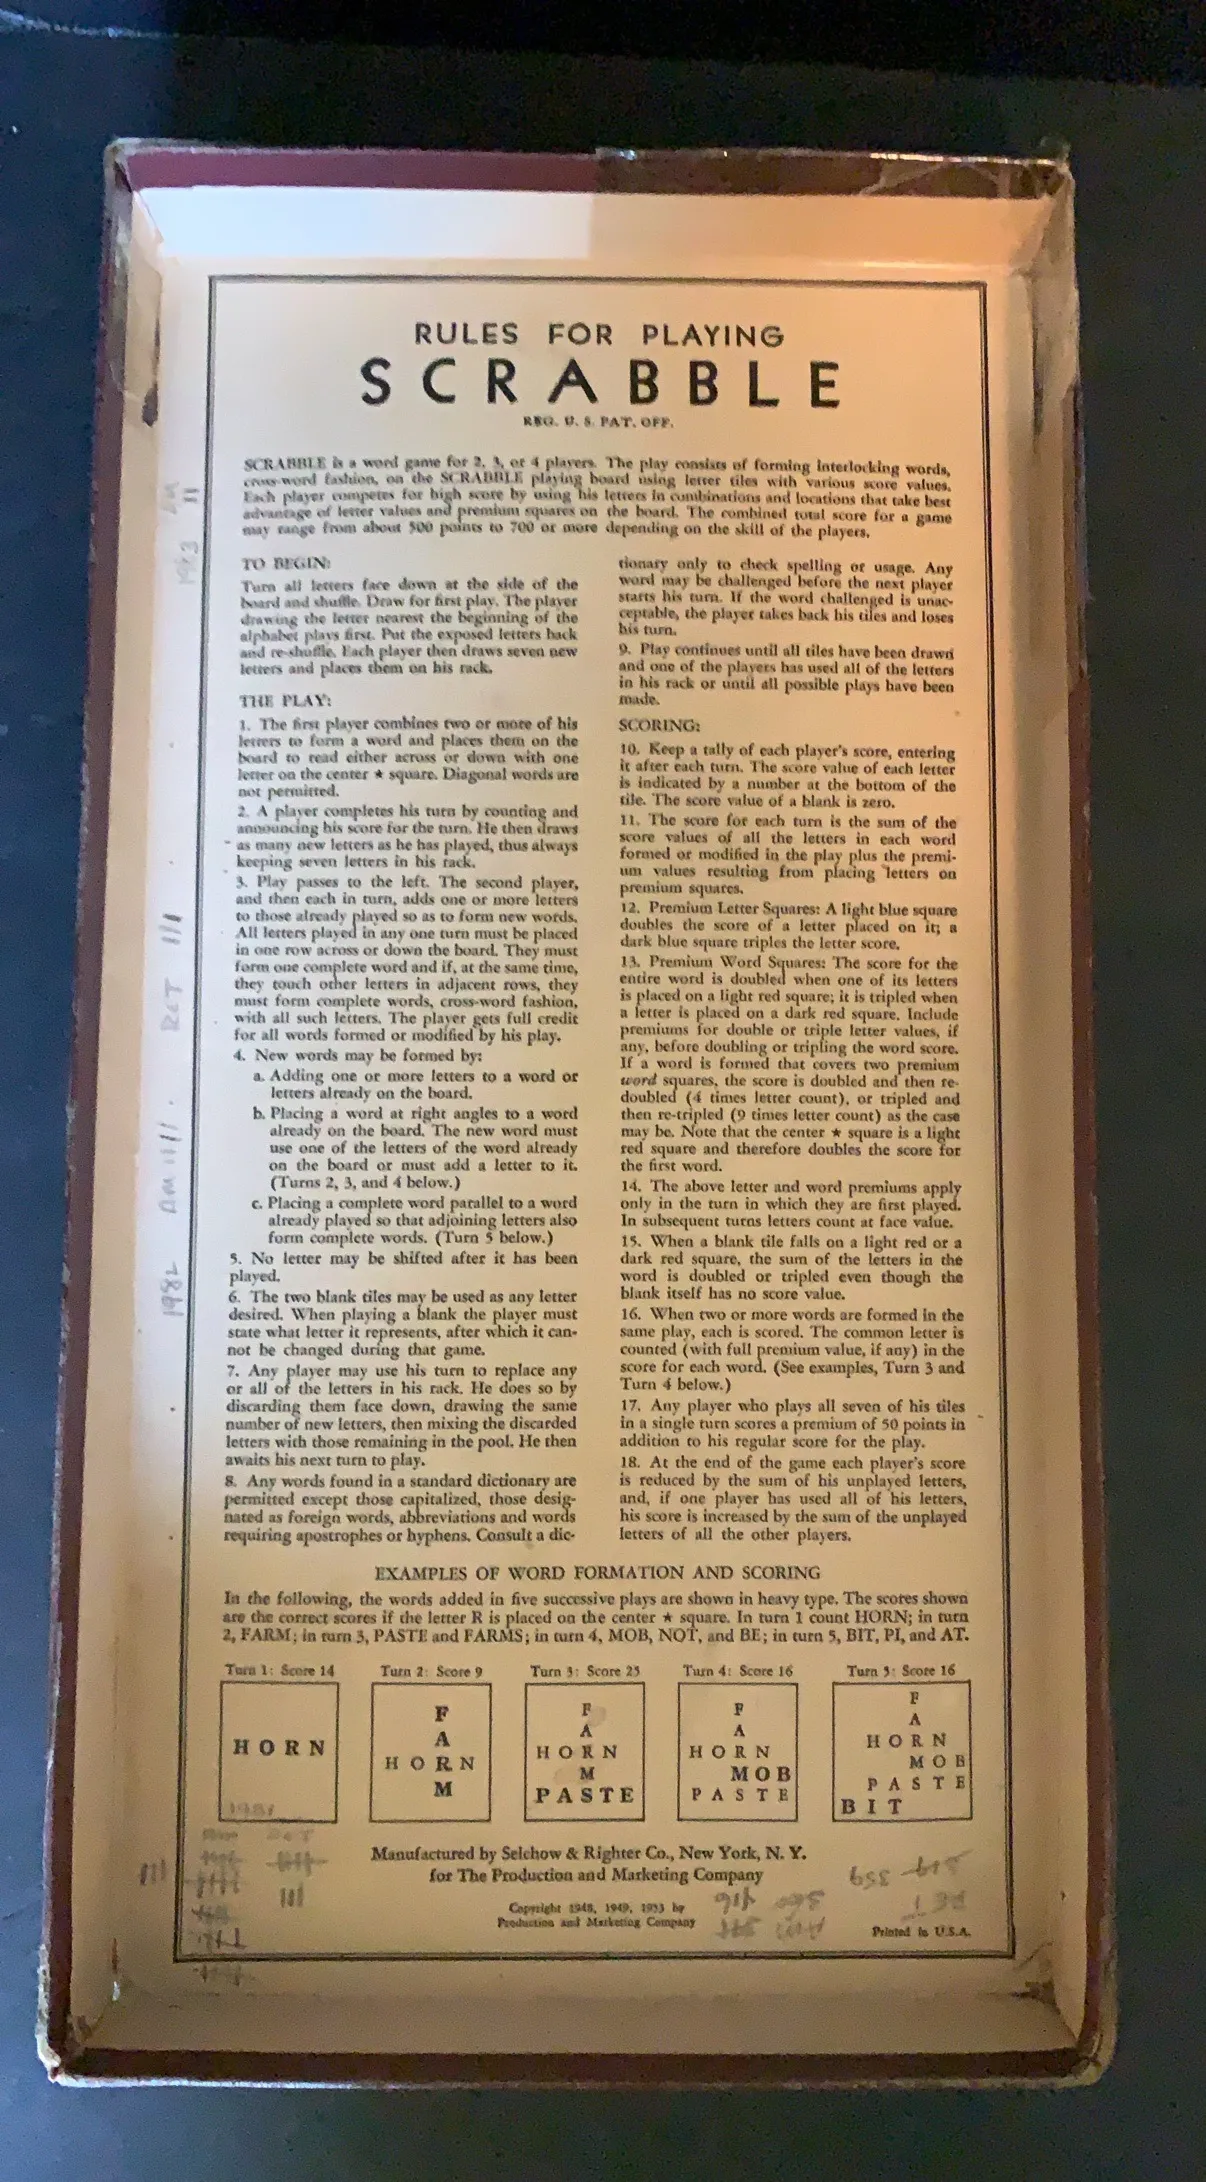 RULES FOR PLAYING
SCRABBLE
REG. U. S. PAT. OFF.
SCRABBLE is a word game for 2, 3, or 4 players. The play consists of forming interlocking words,
cross-word fashion, on the SCRABBLE playing board using letter tiles with various score values.
Each player competes for high score by using his letters in combinations and locations that take best
advantage of letter values and premium squares on the board. The combined total score for a game
may range from about 500 points to 700 or more depending on the skill of the players.
TO BEGIN:
Turn all letters face down at the side of the
board and shuffle. Draw for first play. The player
drawing the letter nearest the beginning of the
alphabet plays first. Put the exposed letters back
and re-shuffle. Each player then draws seven new
letters and places them on his rack.
THE PLAY:
1. The first player combines two or more of his
letters to form a word and places them on the
board to read either across or down with one
letter on the center ★ square. Diagonal words are
not permitted.
2. A player completes his turn by counting and
announcing his score for the turn. He then draws
as many new letters as he has played, thus always
keeping seven letters in his rack.
3. Play passes to the left. The second player,
and then each in turn, adds one or more letters
to those already played so as to form new words.
All letters played in any one turn must be placed
in one row across or down the board. They must
form one complete word and if, at the same time,
they touch other letters in adjacent rows, they
must form complete words, cross-word fashion,
with all such letters. The player gets full credit
for all words formed or modified by his play.
4. New words may be formed by:
a. Adding one or more letters to a word or
letters already on the board.
b. Placing a word at right angles to a word
already on the board. The new word must
use one of the letters of the word already
on the board or must add a letter to it.
(Turns 2, 3, and 4 below.)
c. Placing a complete word parallel to a word
already played so that adjoining letters also
form complete words. (Turn 5 below.)
5. No letter may be shifted after it has been
played.
6. The two blank tiles may be used as any letter
desired. When playing a blank the player must
state what letter it represents, after which it can-
not be changed during that game.
7. Any player may use his turn to replace any
or all of the letters in his rack. He does so by
discarding them face down, drawing the same
number of new letters, then mixing the discarded
letters with those remaining in the pool. He then
awaits his next turn to play.
8. Any words found in a standard dictionary are
permitted except those capitalized, those desig-
nated as foreign words, abbreviations and words
requiring apostrophes or hyphens. Consult a dic-
tionary only to check spelling or usage. Any
word may be challenged before the next player
starts his turn. If the word challenged is unac-
ceptable, the player takes back his tiles and loses
his turn.
9. Play continues until all tiles have been drawn
and one of the players has used all of the letters
in his rack or until all possible plays have been
made.
SCORING:
10. Keep a tally of each player's score, entering
it after each turn. The score value of each letter
is indicated by a number at the bottom of the
tile. The score value of a blank is zero.
11. The score for each turn is the sum of the
score values of all the letters in each word
formed or modified in the play plus the premi-
um values resulting from placing letters on
premium squares.
12. Premium Letter Squares: A light blue square
doubles the score of a letter placed on it; a
dark blue square triples the letter score.
13. Premium Word Squares: The score for the
entire word is doubled when one of its letters
is placed on a light red square; it is tripled when
a letter is placed on a dark red square. Include
premiums for double or triple letter values, if
any, before doubling or tripling the word score.
If a word is formed that covers two premium
word squares, the score is doubled and then re-
doubled (4 times letter count), or tripled and
then re-tripled (9 times letter count) as the case
may be. Note that the center ★ square is a light
red square and therefore doubles the score for
the first word.
14. The above letter and word premiums apply
only in the turn in which they are first played.
In subsequent turns letters count at face value.
15. When a blank tile falls on a light red or a
dark red square, the sum of the letters in the
word is doubled or tripled even though the
blank itself has no score value.
16. When two or more words are formed in the
same play, each is scored. The common letter is
counted (with full premium value, if any) in the
score for each word. (See examples, Turn 3 and
Turn 4 below.)
17. Any player who plays all seven of his tiles
in a single turn scores a premium of 50 points in
addition to his regular score for the play.
18. At the end of the game each player's score
is reduced by the sum of his unplayed letters,
and, if one player has used all of his letters,
his score is increased by the sum of the unplayed
letters of all the other players.
EXAMPLES OF WORD FORMATION AND SCORING
In the following, the words added in five successive plays are shown in heavy type. The scores shown
are the correct scores if the letter R is placed on the center ★ square. In turn 1 count HORN; in turn
2, FARM; in turn 3, PASTE and FARMS; in turn 4, MOB, NOT, and BE; in turn 5, BIT, PI, and AT.
Turn 1: Score 14
HORN
Turn 2: Score 9
F
A
HORN
M
Turn 3: Score 25
F
A
HORN
M
PASTE
Turn 4: Score 16
F
A
HORN
MOB
PASTE
Turn 5: Score 16
F
A
HORN
MOB
PASTE
BIT
Manufactured by Selchow & Righter Co., New York, N. Y.
for The Production and Marketing Company
Copyright 1948, 1949, 1953 by
Production and Marketing Company
Printed in U.S.A.
1982
RCT
1981
359